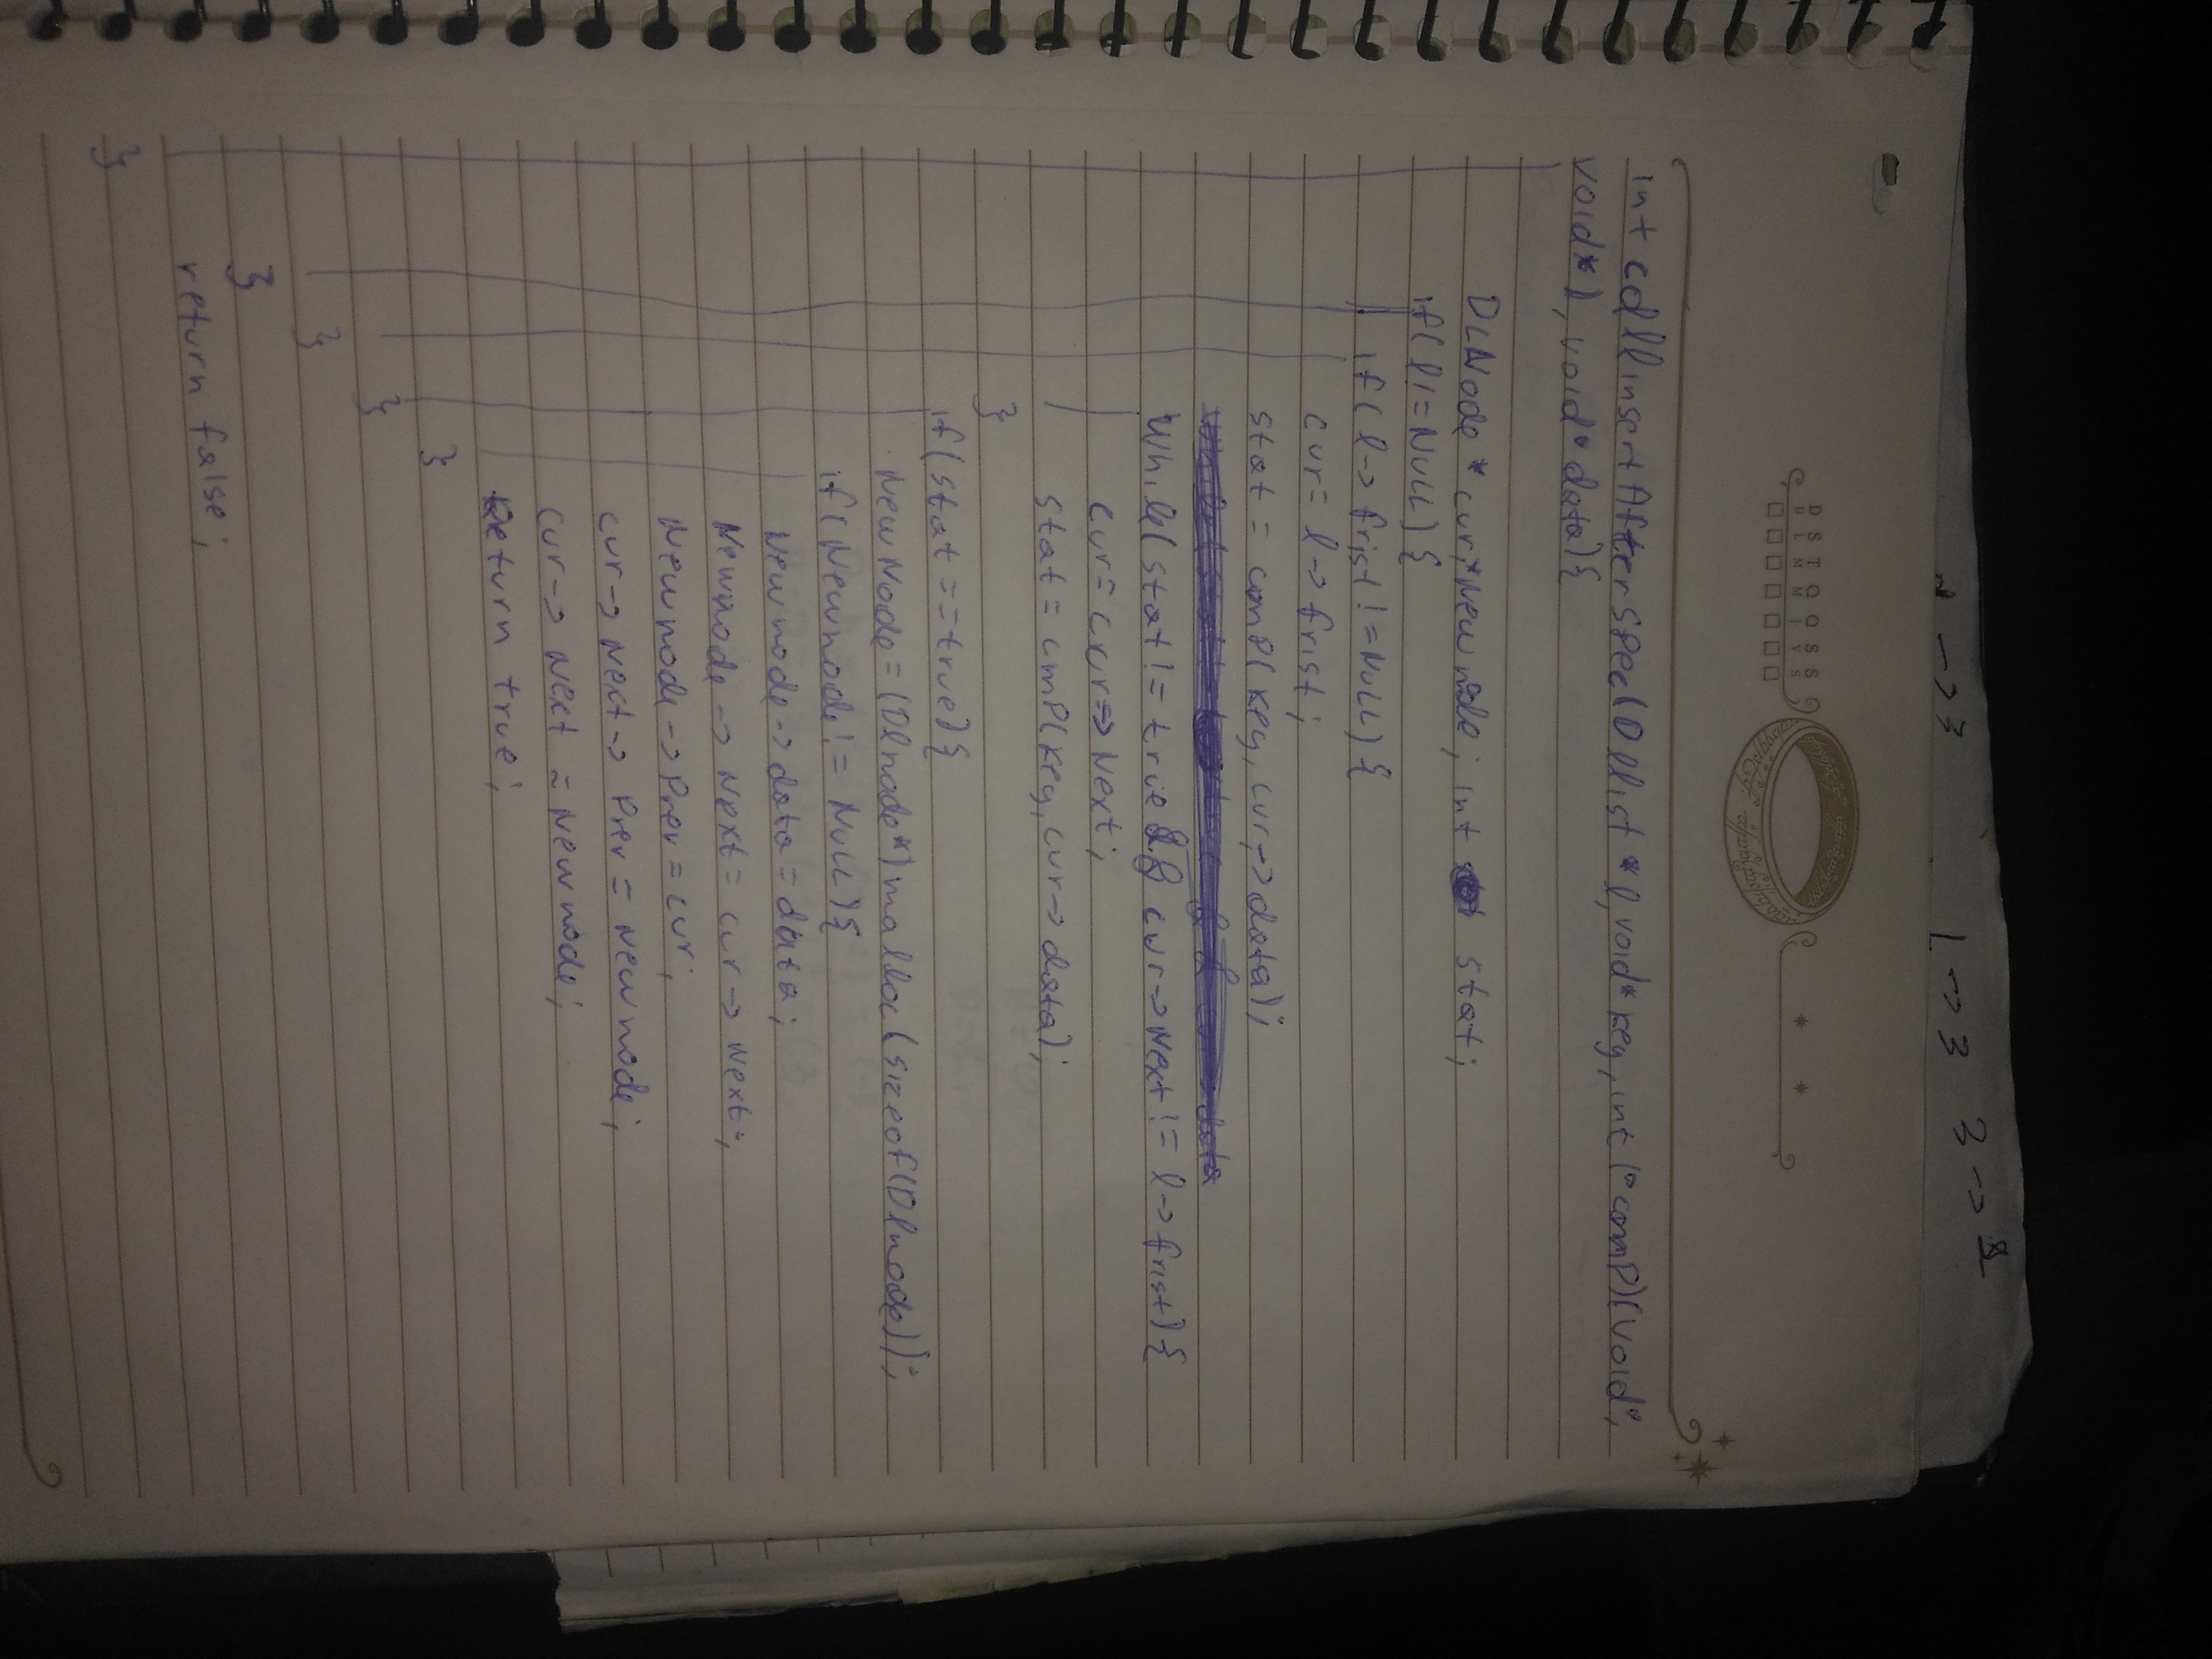 -> 3 1 -> 3 3 ->
D S T Q Q S S
D L M M J V S
int cdllinsertAfterSpec(Dllist *l, void* key, int (*comP)(void*,
void*), void* data){
DLNode * cur,*Newnode; int stat;
if(l!=NULL){
if(l-> frist!=NULL){
cur= l-> frist;
stat = comP(key, cur->data);
While(stat!= true && cur->Next!= l-> frist){
cur= cur-> Next;
stat = cmP(key, cur-> data);
}
if(stat ==true){
NewNode=(Dlnode*)malloc(sizeof(Dlnode));
if(Newnode!= NULL){
Newnode-> data=data;
Newnode-> Next= cur-> Next;
Newnode->Prev=cur;
cur-> Next-> Prev = Newnode;
cur-> Next = Newnode;
Return true;
}
}
}
}
return false;
}